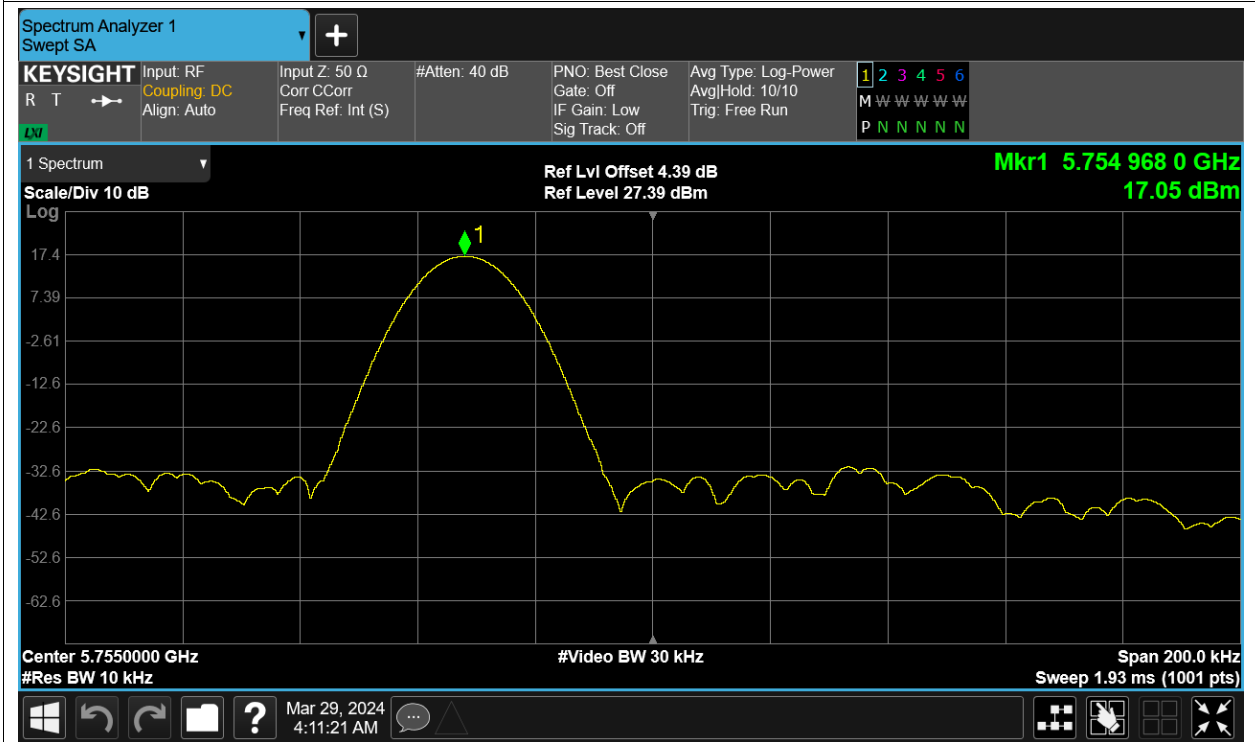 Spectrum Analyzer 1
Swept SA
+
KEYSIGHT
R T
LXI
Input: RF
Coupling: DC
Align: Auto
Input Z: 50 Ω
Corr CCorr
Freq Ref: Int (S)
#Atten: 40 dB
PNO: Best Close
Gate: Off
IF Gain: Low
Sig Track: Off
Avg Type: Log-Power
Avg|Hold: 10/10
Trig: Free Run
1 2 3 4 5 6
M W W W W W
P N N N N N
1 Spectrum
Scale/Div 10 dB
Ref Lvl Offset 4.39 dB
Ref Level 27.39 dBm
Mkr1 5.754 968 0 GHz
17.05 dBm
Log
1
17.4
7.39
-2.61
-12.6
-22.6
-32.6
-42.6
-52.6
-62.6
Center 5.7550000 GHz
#Res BW 10 kHz
#Video BW 30 kHz
Span 200.0 kHz
Sweep 1.93 ms (1001 pts)
?
Mar 29, 2024
4:11:21 AM